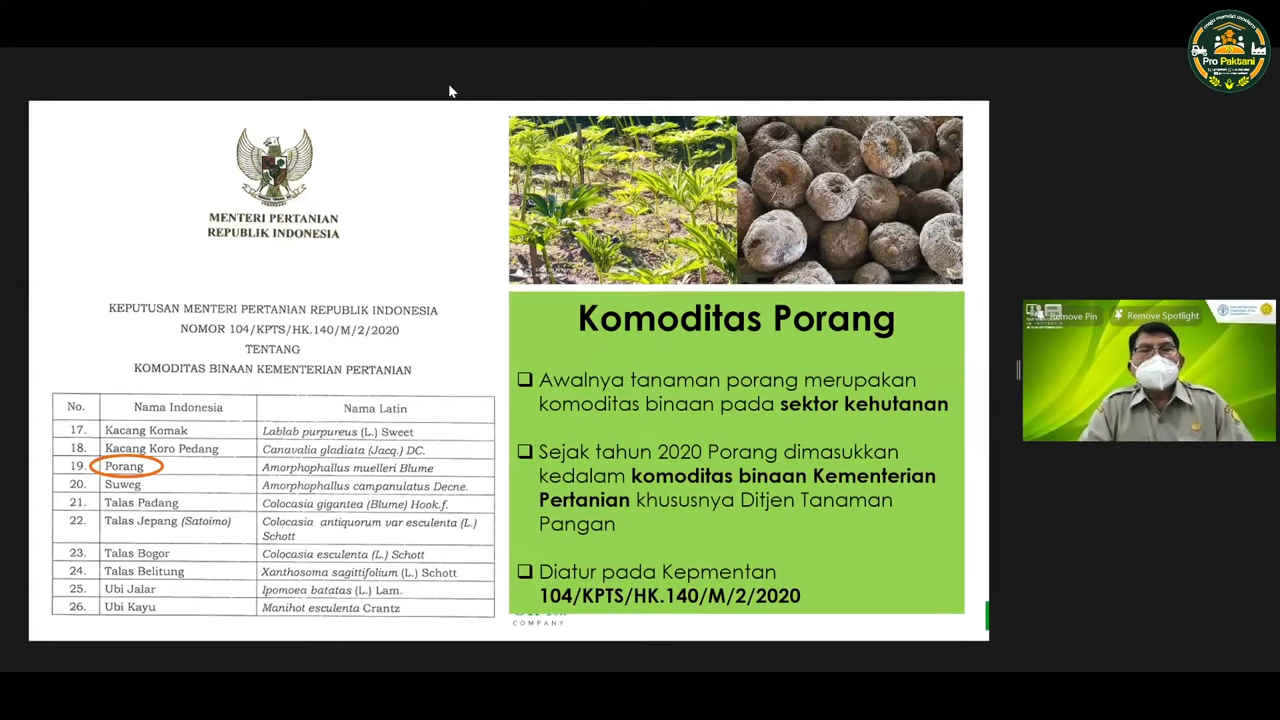 maju mandiri modern
Pro Paktani
MENTERI PERTANIAN
REPUBLIK INDONESIA
KEPUTUSAN MENTERI PERTANIAN REPUBLIK INDONESIA
NOMOR 104/KPTS/HK.140/M/2/2020
TENTANG
KOMODITAS BINAAN KEMENTERIAN PERTANIAN
No. Nama Indonesia Nama Latin
17. Kacang Komak Lablab purpureus (L.) Sweet
18. Kacang Koro Pedang Canavalia gladiata (Jacq.) DC.
19. Porang Amorphophallus muelleri Blume
20. Suweg Amorphophallus campanulatus Decne.
21. Talas Padang Colocasia gigantea (Blume) Hook.f.
22. Talas Jepang (Satoimo) Colocasia antiquorum var esculenta (L.)
Schott
23. Talas Bogor Colocasia esculenta (L.) Schott
24. Talas Belitung Xanthosoma sagittifolium (L.) Schott
25. Ubi Jalar Ipomoea batatas (L.) Lam.
26. Ubi Kayu Manihot esculenta Crantz
Komoditas Porang
Awalnya tanaman porang merupakan
komoditas binaan pada sektor kehutanan
Sejak tahun 2020 Porang dimasukkan
kedalam komoditas binaan Kementerian
Pertanian khususnya Ditjen Tanaman
Pangan
Diatur pada Kepmentan
104/KPTS/HK.140/M/2/2020
COMPANY
Remove Pin
Remove Spotlight